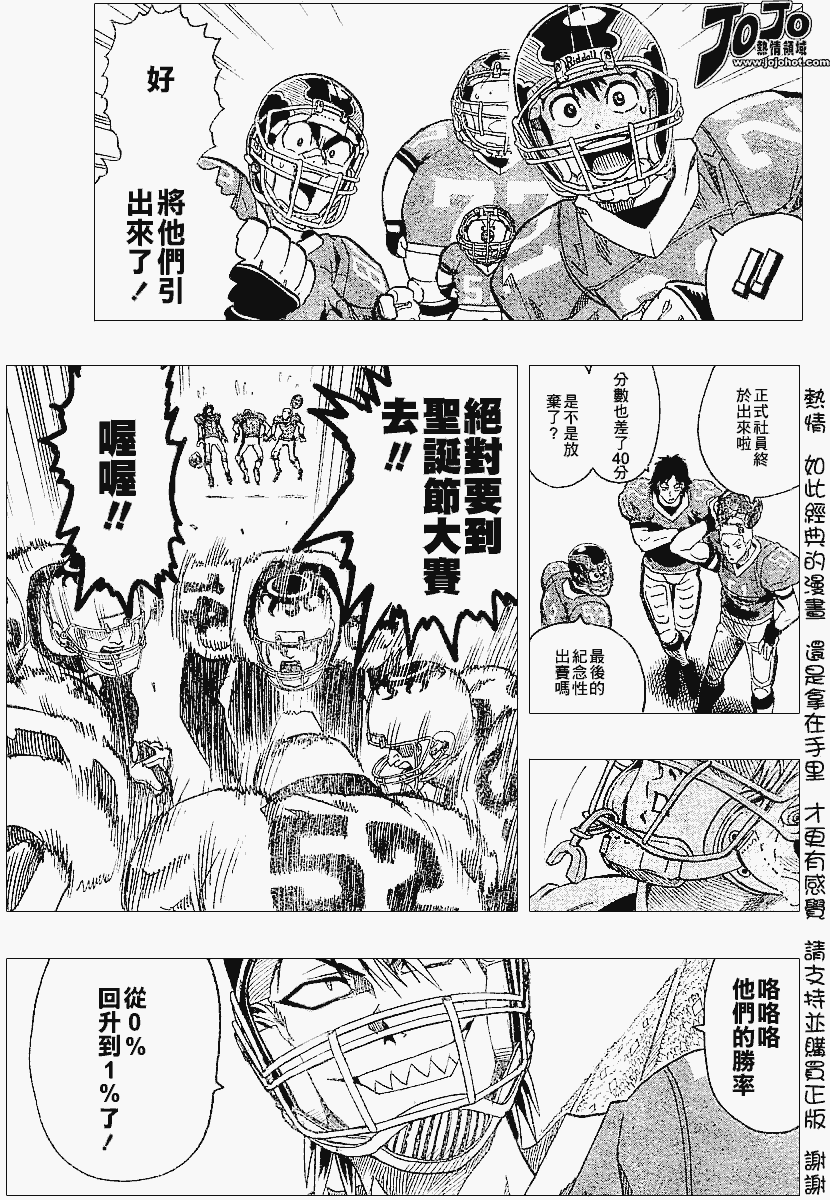 JOJO
熱情領域
www.jojohot.com
Riddell
!!
好
將他們引
出來了！
正式社員終
於出來啦
分數也差了40分
是不是放
棄了？
最後的
紀念性
出賽嗎
絕對要到
聖誕節大賽
去!!
喔喔!!
52
咯咯咯
他們的勝率
從0%
回升到
1%了！
熱情 如此經典的漫畫 還是拿在手里 才更有感覺 請支持並購買正版 謝謝